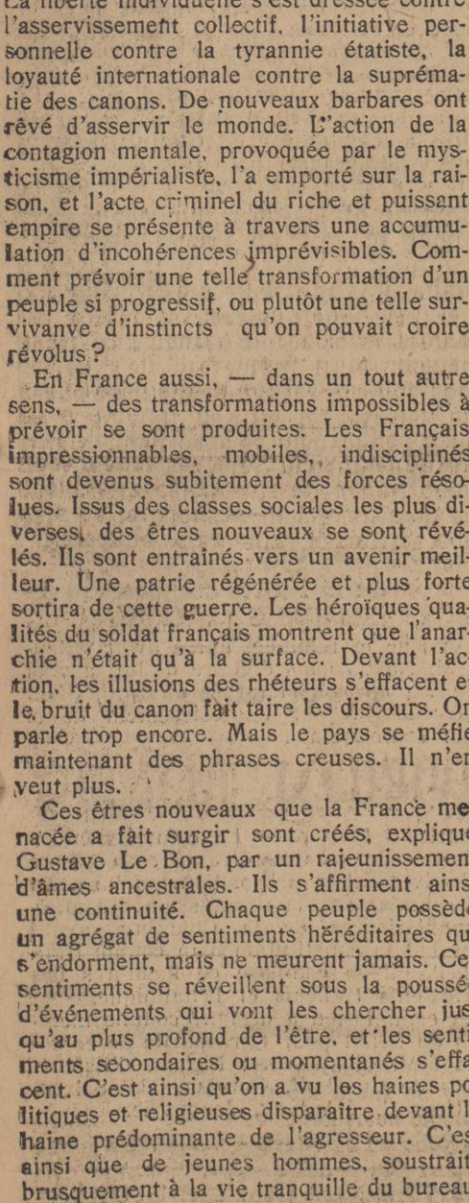 La liberté individuelle s'est dressée contre
l'asservissement collectif, l'initiative per-
sonnelle contre la tyrannie étatiste, la
loyauté internationale contre la supréma-
tie des canons. De nouveaux barbares ont
rêvé d'asservir le monde. L'action de la
contagion mentale, provoquée par le mys-
ticisme impérialiste, l'a emporté sur la rai-
son, et l'acte criminel du riche et puissant
empire se présente à travers une accumu-
lation d'incohérences imprévisibles. Com-
ment prévoir une telle transformation d'un
peuple si progressif, ou plutôt une telle sur-
vivanve d'instincts qu'on pouvait croire
révolus ?
En France aussi, — dans un tout autre
sens, — des transformations impossibles à
prévoir se sont produites. Les Français
impressionnables, mobiles, indisciplinés
sont devenus subitement des forces réso-
lues. Issus des classes sociales les plus di-
verses, des êtres nouveaux se sont révé-
lés. Ils sont entraînés vers un avenir meil-
leur. Une patrie régénérée et plus forte
sortira de cette guerre. Les héroïques qua-
lités du soldat français montrent que l'anar-
chie n'était qu'à la surface. Devant l'ac
tion, les illusions des rhéteurs s'effacent e
le bruit du canon fait taire les discours. On
parle trop encore. Mais le pays se méfie
maintenant des phrases creuses. Il n'en
veut plus.
Ces êtres nouveaux que la France me
nacée a fait surgir sont créés, explique
Gustave Le Bon, par un rajeunissemen
d'âmes ancestrales. Ils s'affirment ains
une continuité. Chaque peuple possède
un agrégat de sentiments héréditaires qu
s'endorment, mais ne meurent jamais. Ce
sentiments se réveillent sous la poussé
d'événements qui vont les chercher jus
qu'au plus profond de l'être, et les senti
ments secondaires ou momentanés s'effa
cent. C'est ainsi qu'on a vu les haines po
litiques et religieuses disparaître devant l
haine prédominante de l'agresseur. C'es
ainsi que de jeunes hommes, soustrait
brusquement à la vie tranquille du bureau